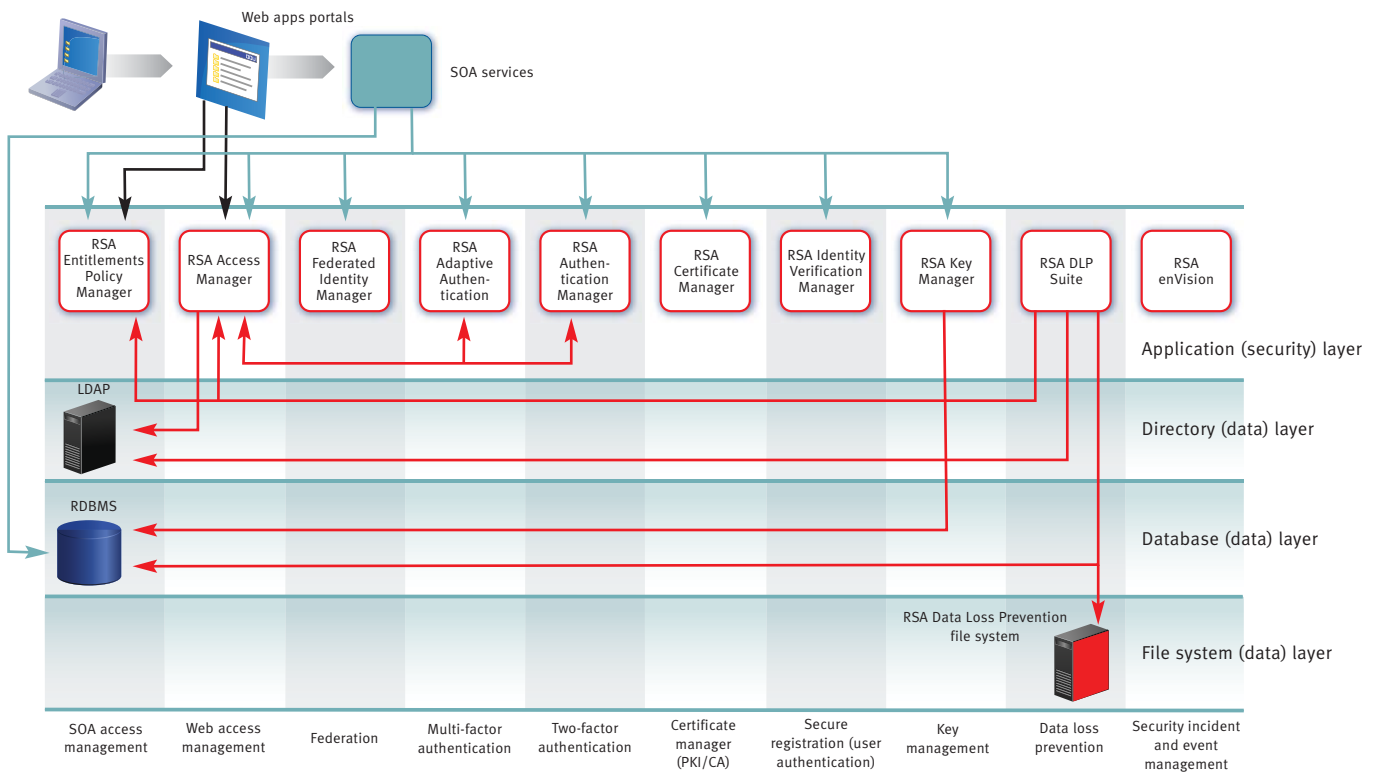 Web apps portals
SOA services
RSA
Entitlements
Policy
Manager
RSA Access
Manager
RSA
Federated
Identity
Manager
RSA
Adaptive
Authen-
tication
RSA
Authen-
tication
Manager
RSA
Certificate
Manager
RSA Identity
Verification
Manager
RSA Key
Manager
RSA DLP
Suite
RSA
enVision
Application (security) layer
LDAP
Directory (data) layer
RDBMS
Database (data) layer
RSA Data Loss Prevention
file system
File system (data) layer
SOA access
management
Web access
management
Federation
Multi-factor
authentication
Two-factor
authentication
Certificate
manager
(PKI/CA)
Secure
registration (user
authentication)
Key
management
Data loss
prevention
Security incident
and event
management